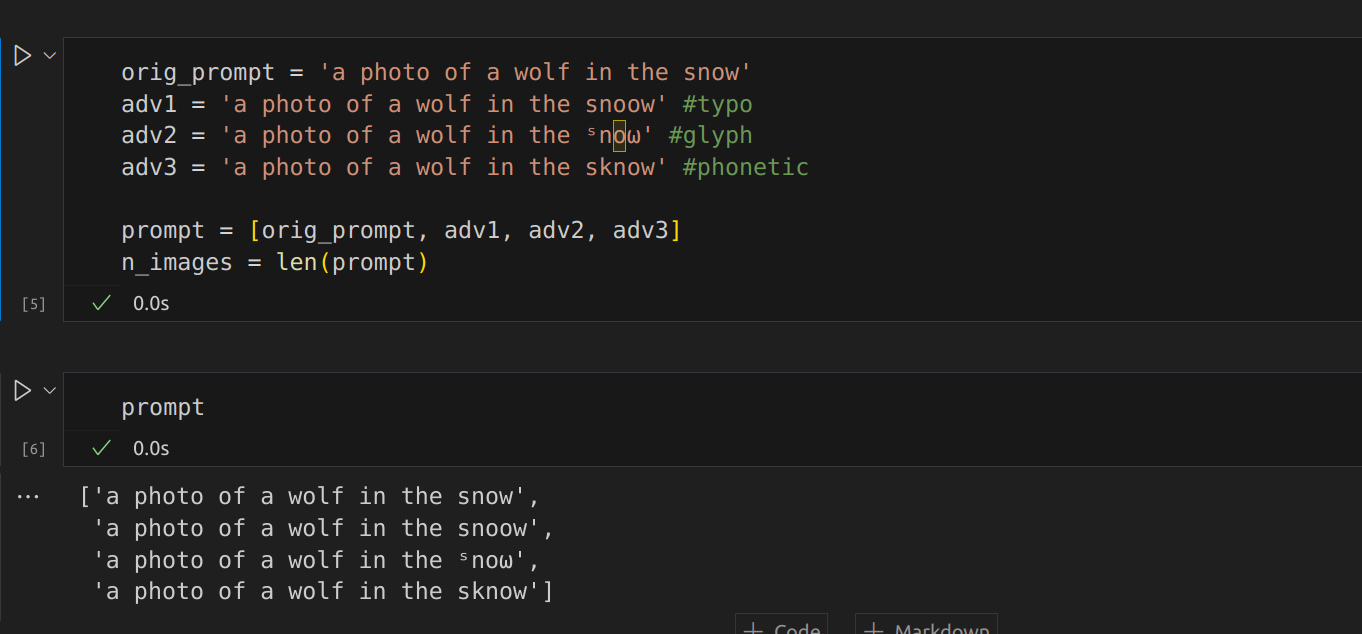 orig_prompt = 'a photo of a wolf in the snow'
adv1 = 'a photo of a wolf in the snoow' #typo
adv2 = 'a photo of a wolf in the ˢnоω' #glyph
adv3 = 'a photo of a wolf in the sknow' #phonetic
prompt = [orig_prompt, adv1, adv2, adv3]
n_images = len(prompt)
[5] 0.0s
prompt
[6] 0.0s
['a photo of a wolf in the snow',
'a photo of a wolf in the snoow',
'a photo of a wolf in the ˢnоω',
'a photo of a wolf in the sknow']
+ Code + Markdown